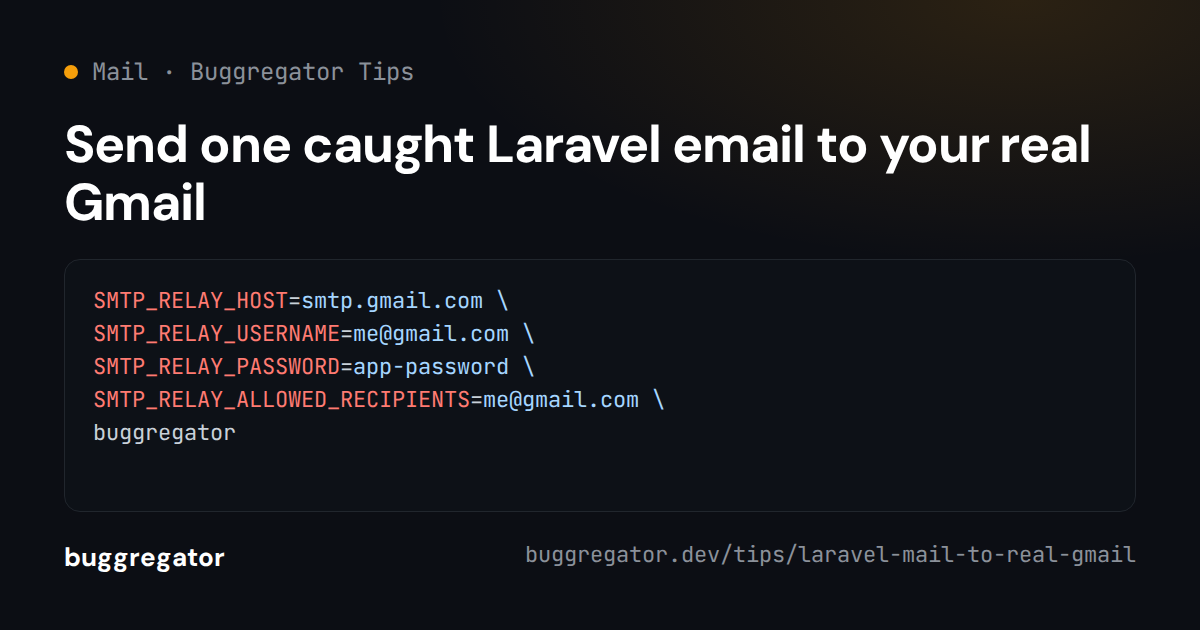 Mail · Buggregator Tips
Send one caught Laravel email to your real
Gmail
SMTP_RELAY_HOST=smtp.gmail.com \
SMTP_RELAY_USERNAME=me@gmail.com \
SMTP_RELAY_PASSWORD=app-password \
SMTP_RELAY_ALLOWED_RECIPIENTS=me@gmail.com \
buggregator
buggregator
buggregator.dev/tips/laravel-mail-to-real-gmail